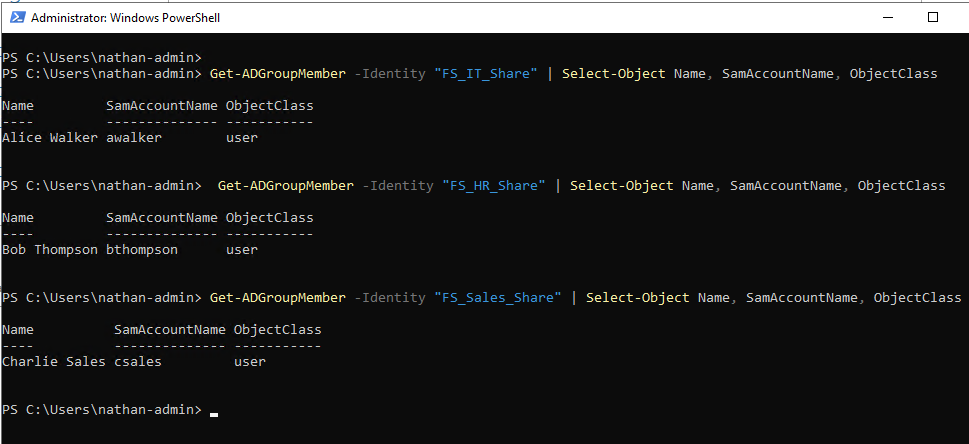 Administrator: Windows PowerShell
PS C:\Users\nathan-admin>
PS C:\Users\nathan-admin> Get-ADGroupMember -Identity "FS_IT_Share" | Select-Object Name, SamAccountName, ObjectClass
Name         SamAccountName ObjectClass
----         -------------- -----------
Alice Walker awalker        user
PS C:\Users\nathan-admin>  Get-ADGroupMember -Identity "FS_HR_Share" | Select-Object Name, SamAccountName, ObjectClass
Name         SamAccountName ObjectClass
----         -------------- -----------
Bob Thompson bthompson      user
PS C:\Users\nathan-admin> Get-ADGroupMember -Identity "FS_Sales_Share" | Select-Object Name, SamAccountName, ObjectClass
Name          SamAccountName ObjectClass
----          -------------- -----------
Charlie Sales csales         user
PS C:\Users\nathan-admin>